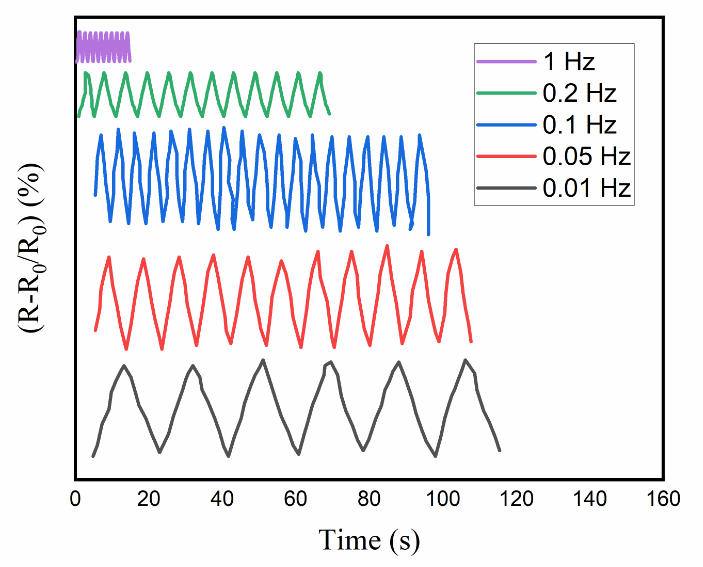 1 Hz
0.2 Hz
0.1 Hz
0.05 Hz
0.01 Hz
(R-R₀/R₀) (%)
0 20 40 60 80 100 120 140 160
Time (s)